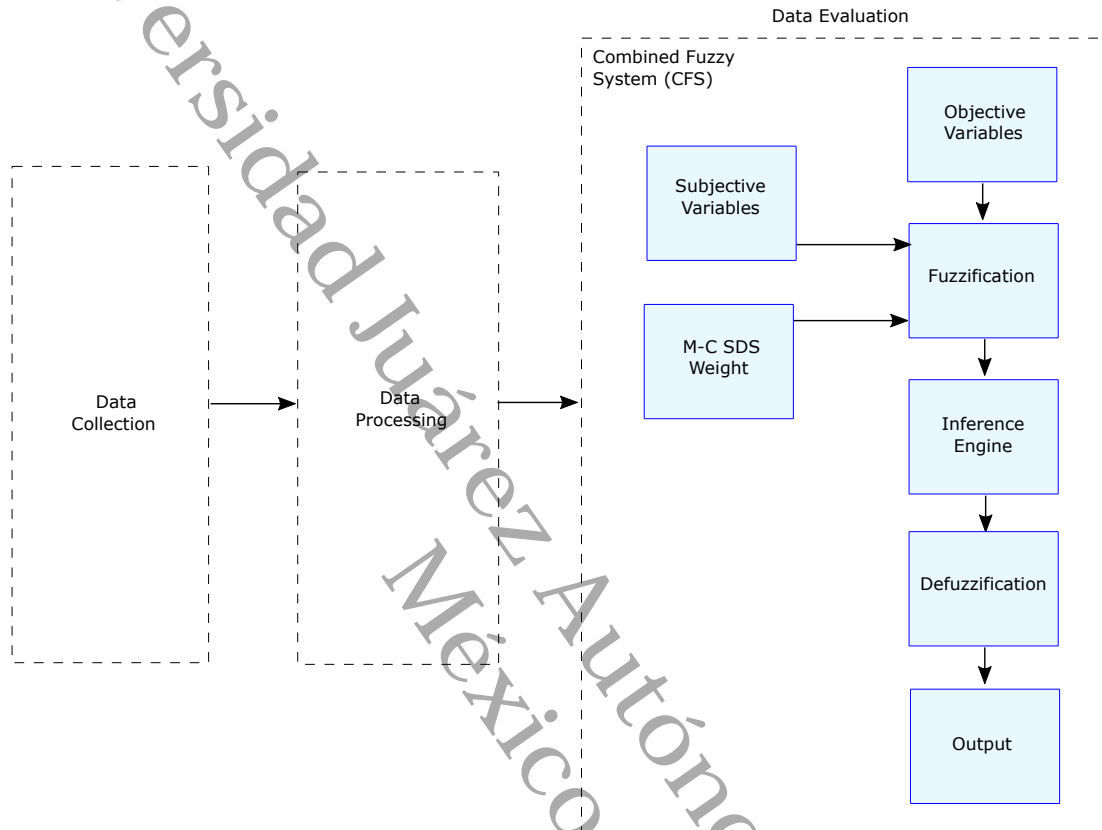 Data Evaluation
Combined Fuzzy
System (CFS)
Objective
Variables
Subjective
Variables
Fuzzification
M-C SDS
Weight
Data
Collection
Data
Processing
Inference
Engine
Defuzzification
Output
ersidad Juárez Autóno
México